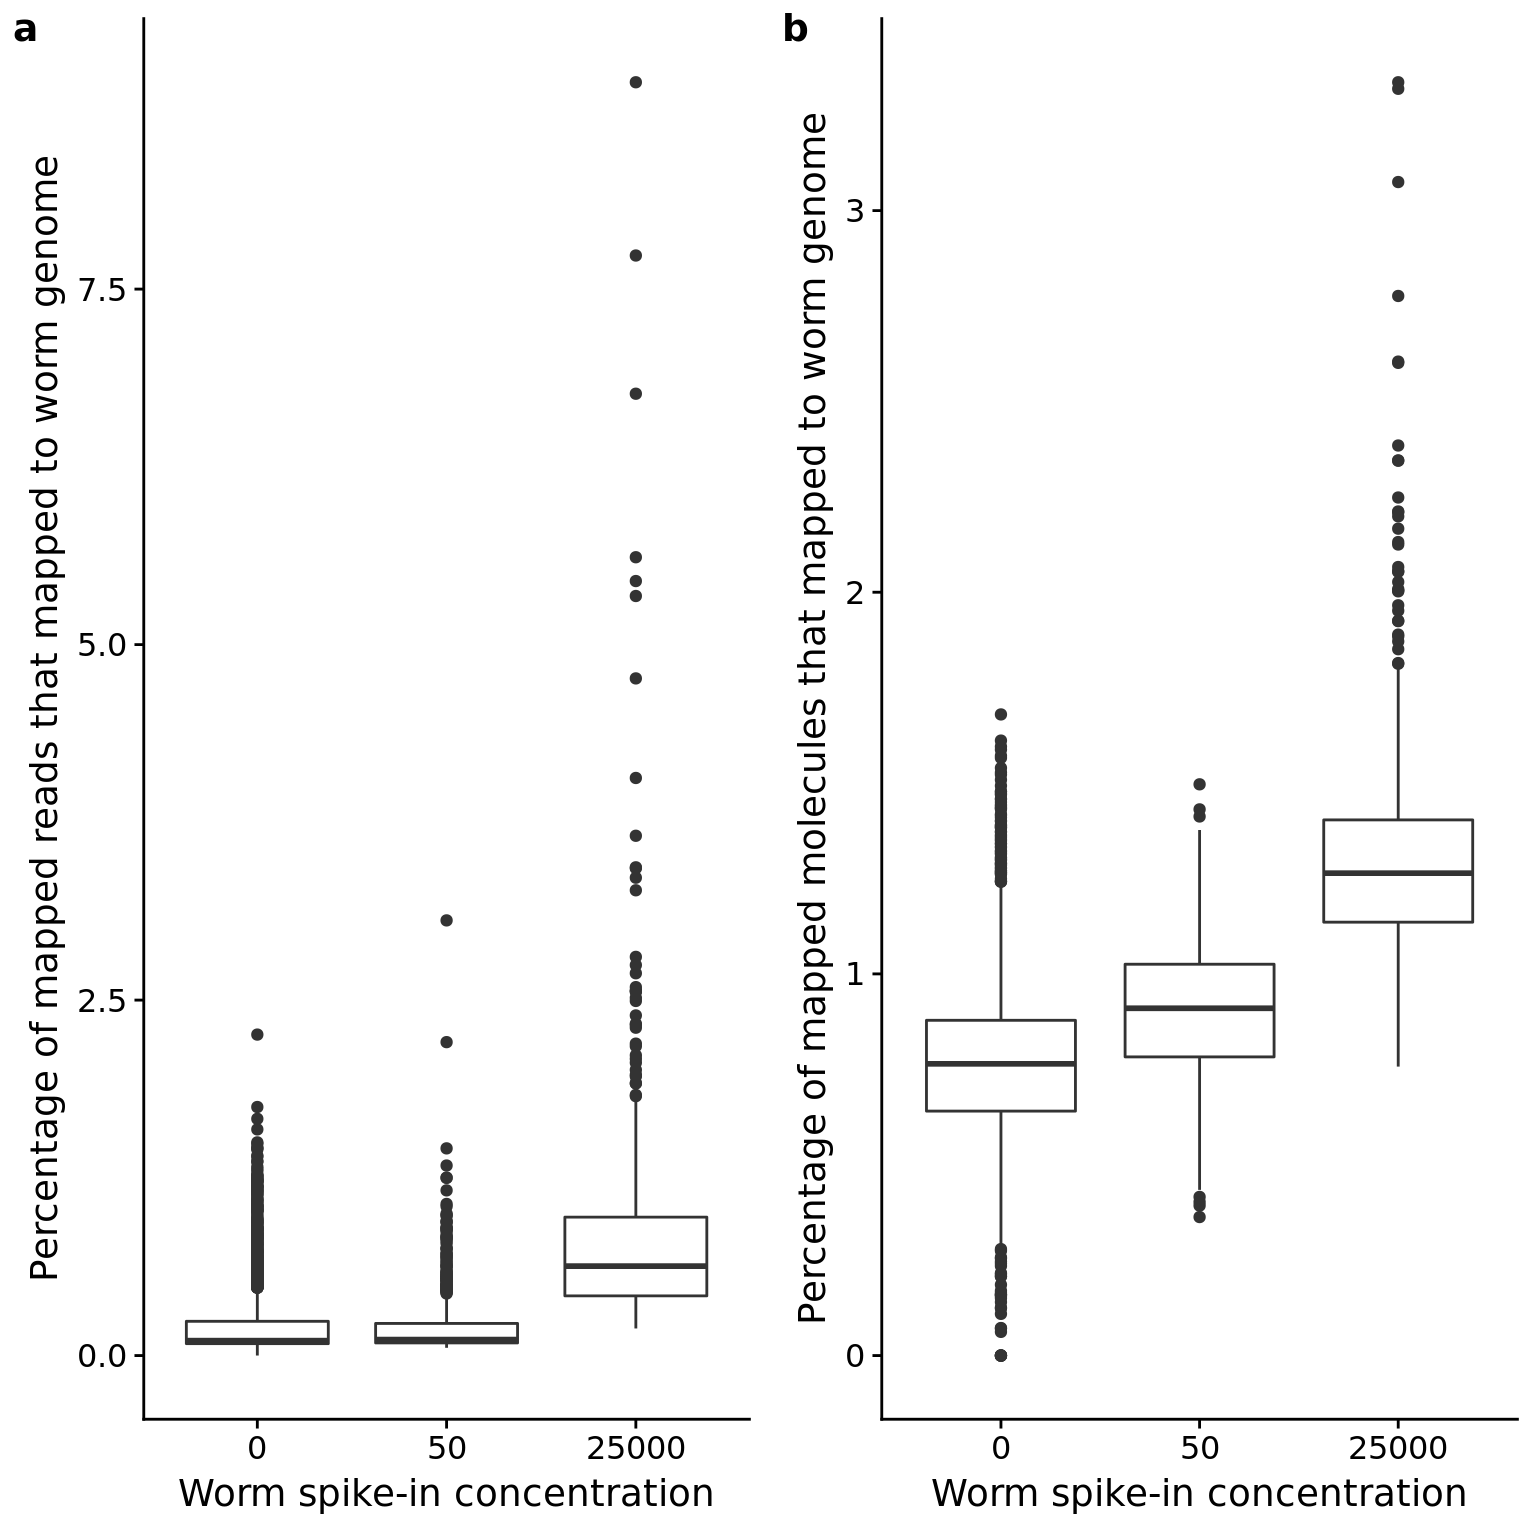 a
Percentage of mapped reads that mapped to worm genome
7.5
5.0
2.5
0.0
0 50 25000
Worm spike-in concentration
b
Percentage of mapped molecules that mapped to worm genome
3
2
1
0
0 50 25000
Worm spike-in concentration